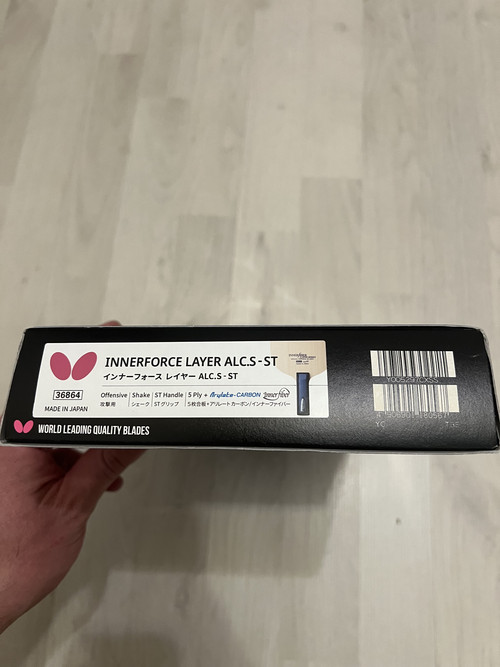 INNERFORCE LAYER ALC.S-ST
インナーフォース レイヤー ALC.S-ST
36864
MADE IN JAPAN
Offensive Shake ST Handle 5 Ply + Arylate-CARBON Innerfiber
攻撃用 シェーク STグリップ 5枚合板+アリレートカーボン/インナーファイバー
WORLD LEADING QUALITY BLADES